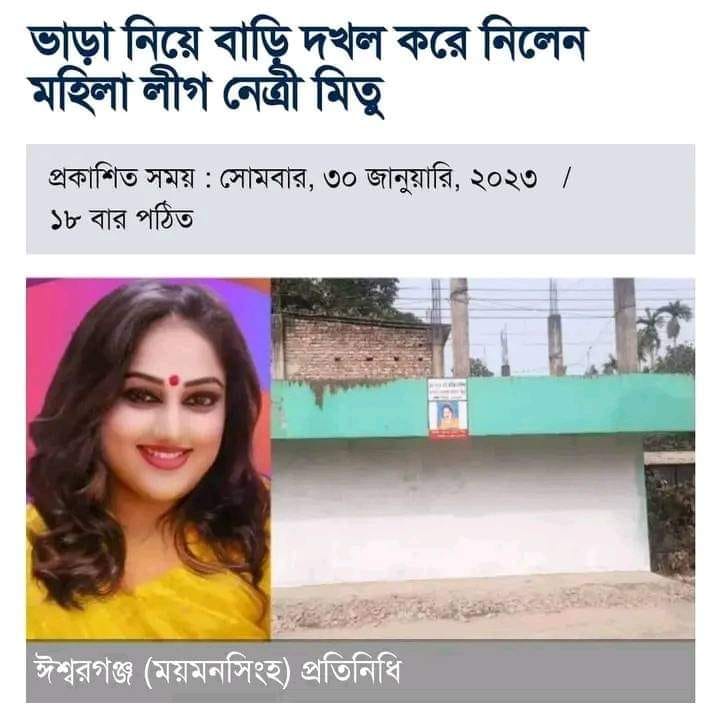 ভাড়া নিয়ে বাড়ি দখল করে নিলেন
মহিলা লীগ নেত্রী মিতু
প্রকাশিত সময় : সোমবার, ৩০ জানুয়ারি, ২০২৩ /
১৮ বার পঠিত
ঈশ্বরগঞ্জ (ময়মনসিংহ) প্রতিনিধি